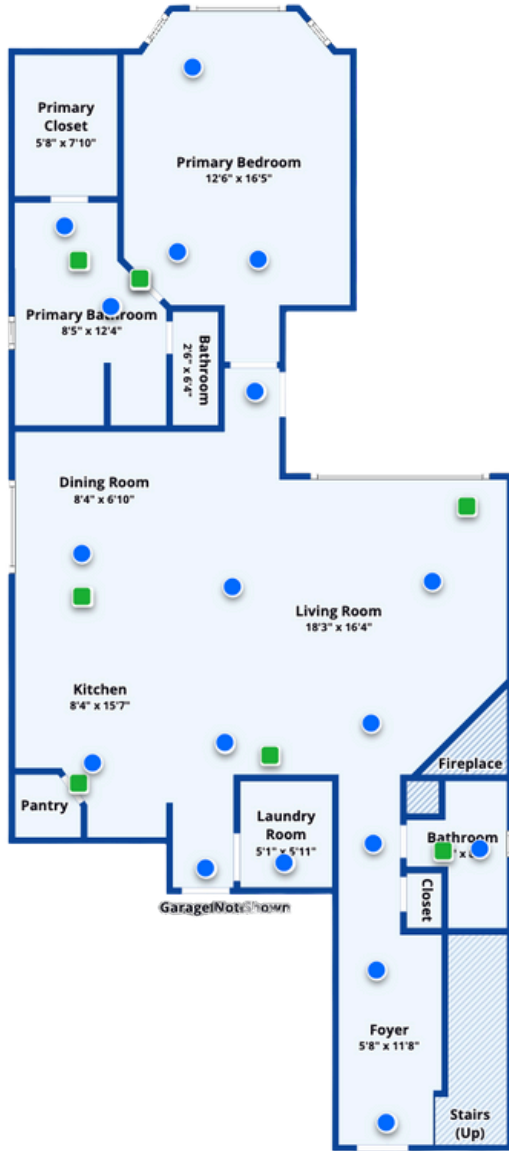 Primary
Closet
5'8" x 7'10"
Primary Bedroom
12'6" x 16'5"
Primary Bathroom
8'5" x 12'4"
Bathroom
2'6" x 6'4"
Dining Room
8'4" x 6'10"
Living Room
18'3" x 16'4"
Kitchen
8'4" x 15'7"
Fireplace
Pantry
Laundry
Room
5'1" x 5'11"
Bathroom
Closet
Foyer
5'8" x 11'8"
Stairs
(Up)